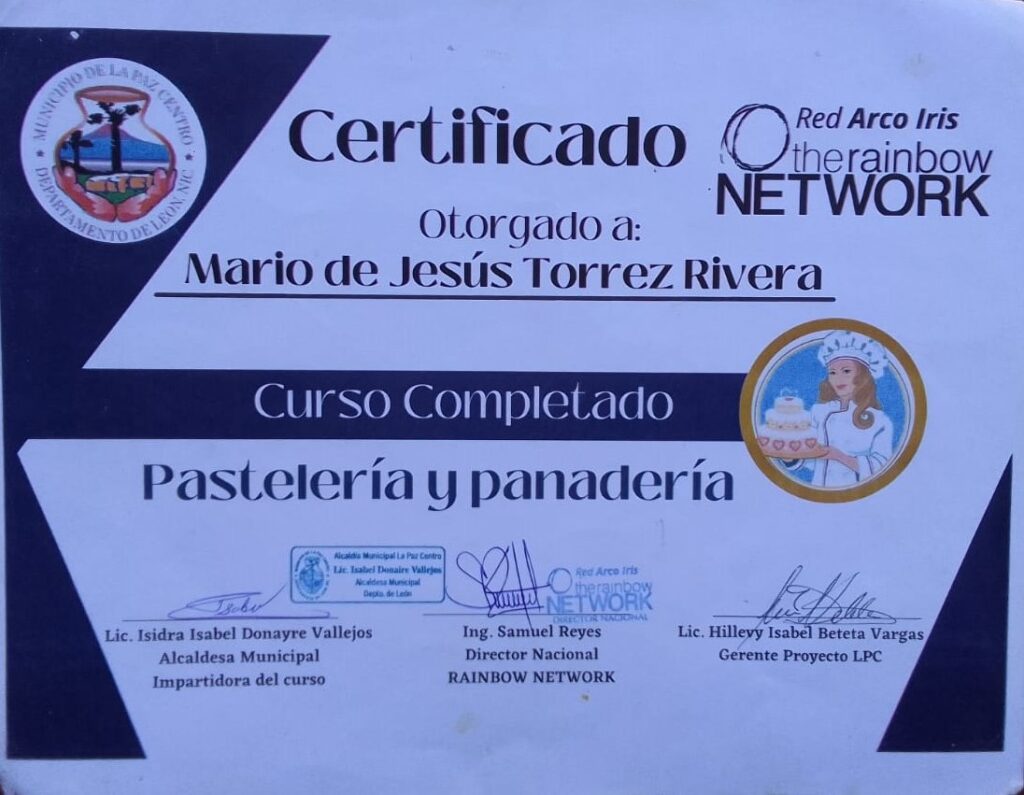 MUNICIPIO DE LA PAZ CENTRO
DEPARTAMENTO DE LEÓN, NIC
Certificado
Red Arco Iris
therainbow
NETWORK
Otorgado a:
Mario de Jesús Torrez Rivera
Curso Completado
Pastelería y panadería
Alcaldía Municipal La Paz Centro
Lic. Isabel Donaire Vallejos
Alcaldesa Municipal
Depto. de León
Red Arco Iris
therainbow
NETWORK
DIRECTOR NACIONAL
Lic. Isidra Isabel Donayre Vallejos
Alcaldesa Municipal
Impartidora del curso
Ing. Samuel Reyes
Director Nacional
RAINBOW NETWORK
Lic. Hillevy Isabel Beteta Vargas
Gerente Proyecto LPC